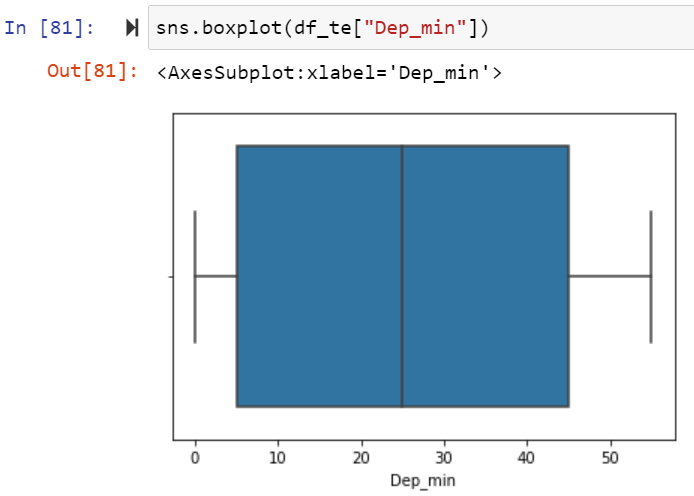 In [81]: sns.boxplot(df_te["Dep_min"])
Out[81]: <AxesSubplot:xlabel='Dep_min'>
0 10 20 30 40 50
Dep_min